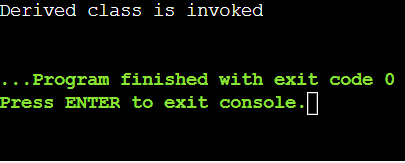 Derived class is invoked
...Program finished with exit code 0
Press ENTER to exit console.